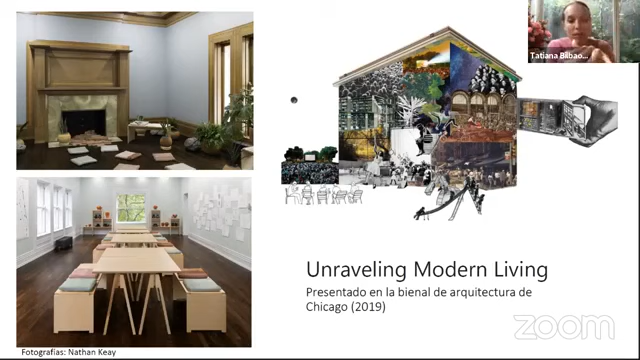 Tatiana Bilbao...
Unraveling Modern Living
Presentado en la bienal de arquitectura de
Chicago (2019)
zoom
Fotografías: Nathan Keay